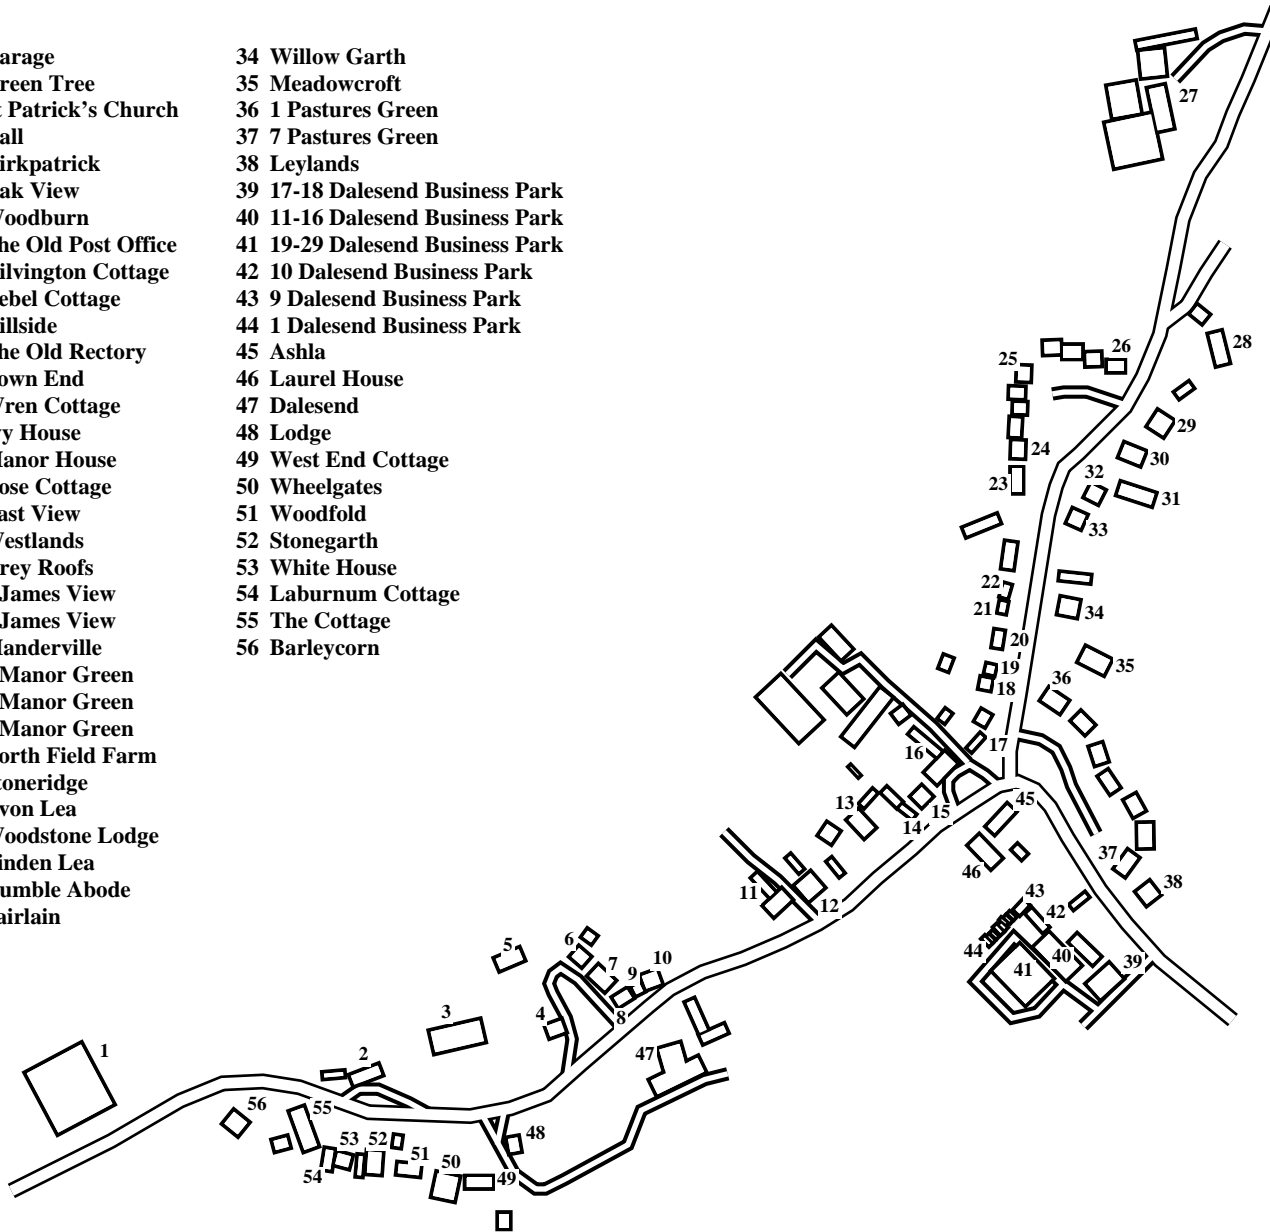 arage
reen Tree
t Patrick's Church
all
irkpatrick
ak View
oodburn
he Old Post Office
ilvington Cottage
ebel Cottage
illside
he Old Rectory
own End
ren Cottage
y House
anor House
ose Cottage
ast View
estlands
rey Roofs
James View
James View
anderville
Manor Green
Manor Green
Manor Green
orth Field Farm
toneridge
von Lea
oodstone Lodge
inden Lea
umble Abode
airlain
34 Willow Garth
35 Meadowcroft
36 1 Pastures Green
37 7 Pastures Green
38 Leylands
39 17-18 Dalesend Business Park
40 11-16 Dalesend Business Park
41 19-29 Dalesend Business Park
42 10 Dalesend Business Park
43 9 Dalesend Business Park
44 1 Dalesend Business Park
45 Ashla
46 Laurel House
47 Dalesend
48 Lodge
49 West End Cottage
50 Wheelgates
51 Woodfold
52 Stonegarth
53 White House
54 Laburnum Cottage
55 The Cottage
56 Barleycorn
27
28
26
25
29
24
30
32
23
31
33
22
21
34
20
19
35
18
36
17
16
45
13
15
14
37
46
38
11
43
12
42
6
5
44
10
40
39
7
41
9
3
4
8
1
2
47
56
55
48
53
52
51
50
54
49